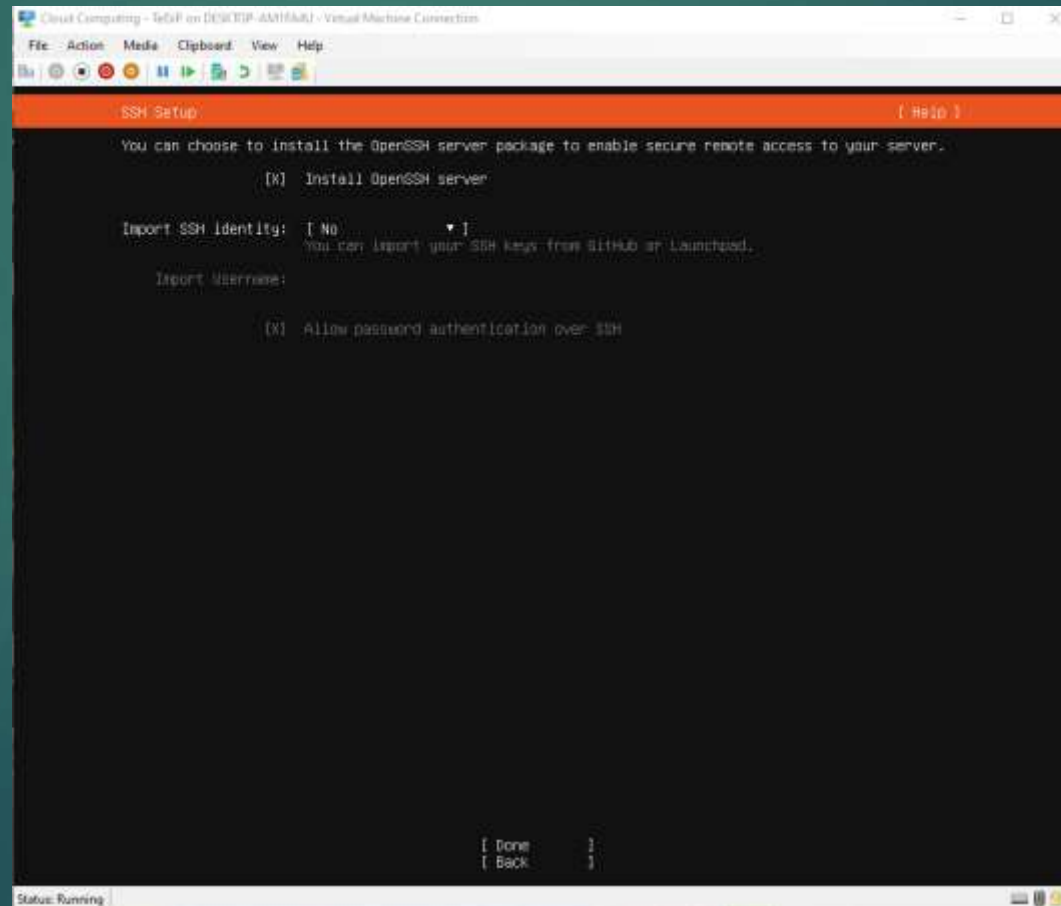 Cloud Computing - on - Virtual Machine Connection
File Action Media Clipboard View Help
SSH Setup [ Help ]
You can choose to install the OpenSSH server package to enable secure remote access to your server.
[X] Install OpenSSH server
Import SSH identity: [ No ▾ ]
You can import your SSH keys from GitHub or Launchpad.
Import Username:
[X] Allow password authentication over SSH
[ Done ]
[ Back ]
Status: Running